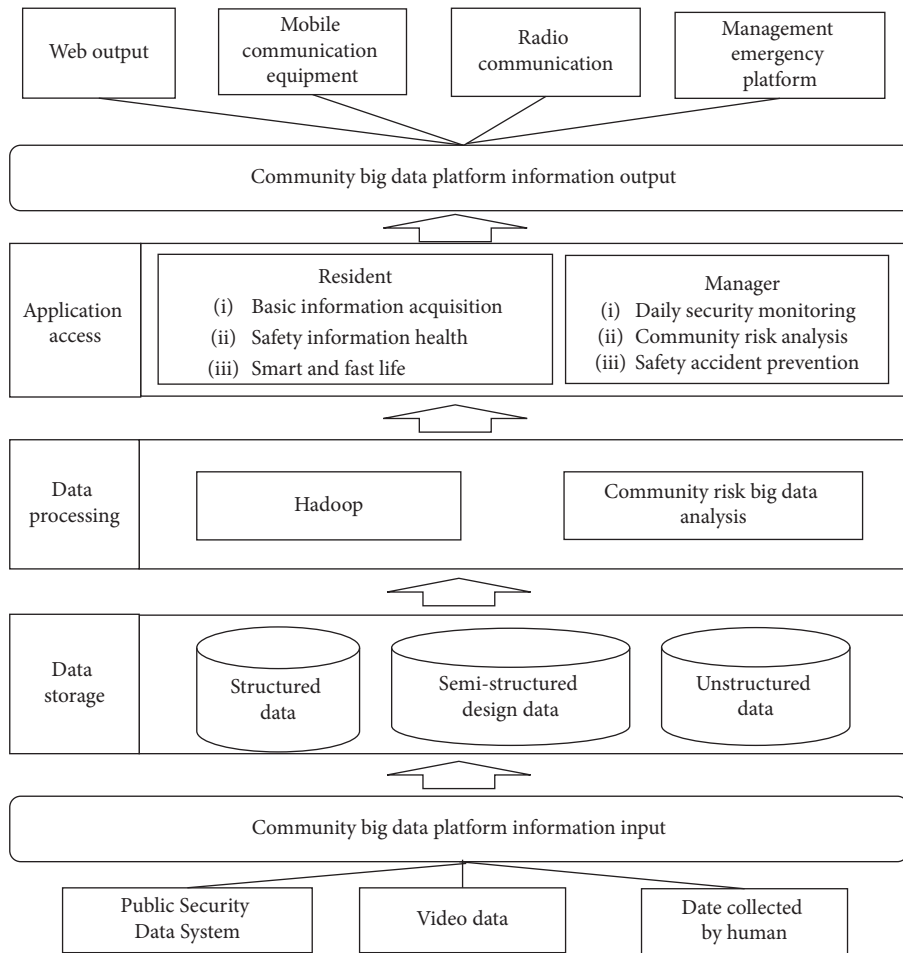 Web output
Mobile
communication
equipment
Radio
communication
Management
emergency
platform
Community big data platform information output
Application
access
Resident
(i) Basic information acquisition
(ii) Safety information health
(iii) Smart and fast life
Manager
(i) Daily security monitoring
(ii) Community risk analysis
(iii) Safety accident prevention
Data
processing
Hadoop
Community risk big data
analysis
Data
storage
Structured
data
Semi-structured
design data
Unstructured
data
Community big data platform information input
Public Security
Data System
Video data
Date collected
by human